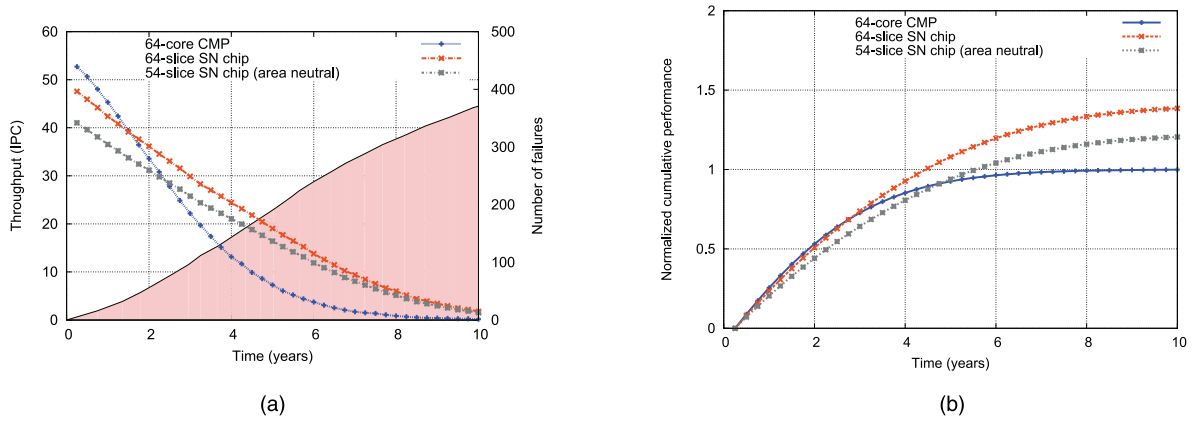 64-core CMP
64-slice SN chip
54-slice SN chip (area neutral)
60
50
40
30
20
10
0
Throughput (IPC)
500
400
300
200
100
0
Number of failures
0 2 4 6 8 10
Time (years)
(a)
64-core CMP
64-slice SN chip
54-slice SN chip (area neutral)
2
1.5
1
0.5
0
Normalized cumulative performance
0 2 4 6 8 10
Time (years)
(b)